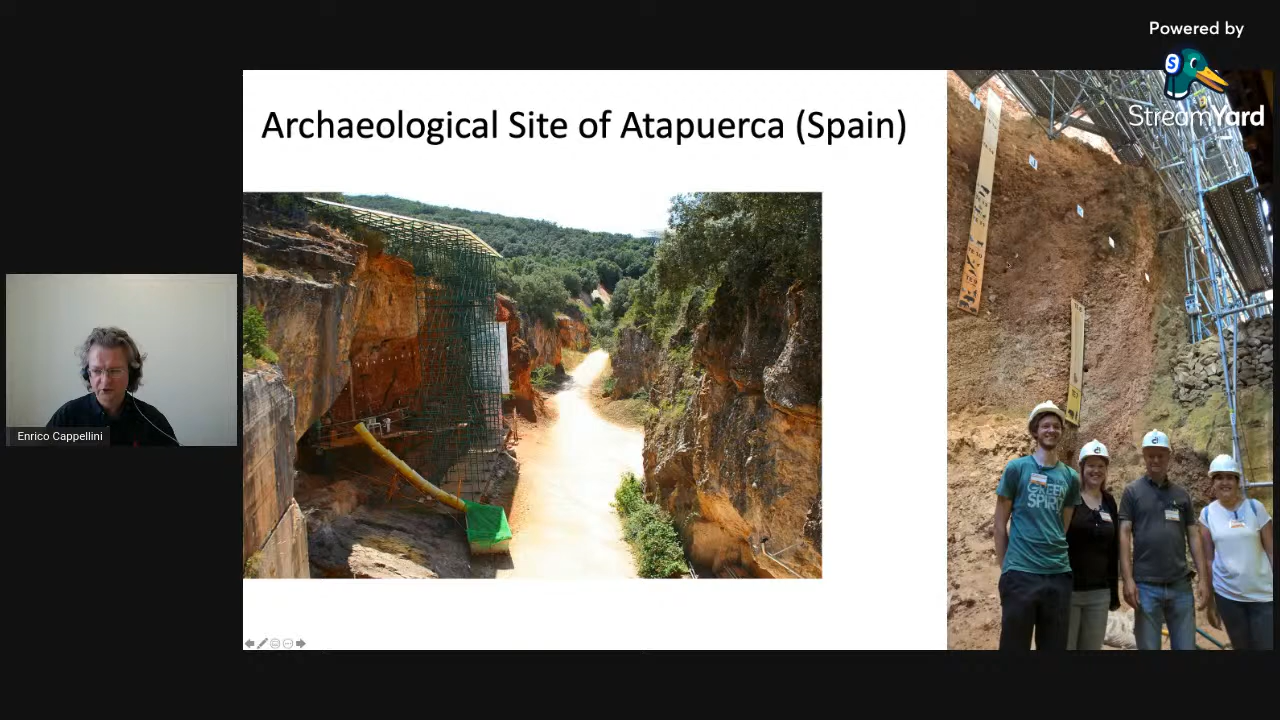 Powered by
S
StreamYard
Archaeological Site of Atapuerca (Spain)
Enrico Cappellini
GREEN
SPIRIT